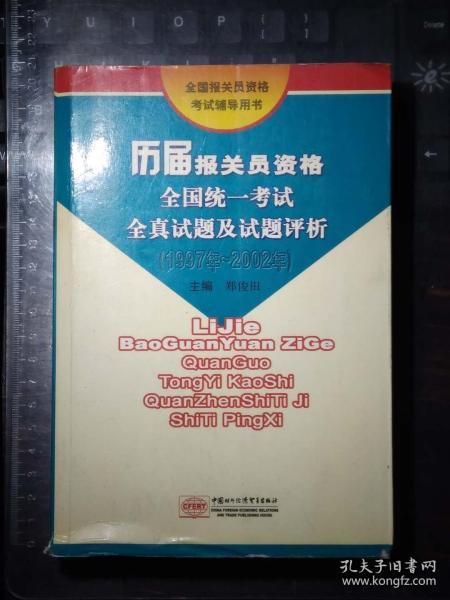 全国报关员资格
考试辅导用书
历届报关员资格
全国统一考试
全真试题及试题评析
(1997年~2002年)
主编 郑俊田
LiJie
BaoGuanYuan ZiGe
QuanGuo
TongYi KaoShi
QuanZhenShiTi Ji
ShiTi PingXi
CFERT
中国对外经济贸易出版社
CHINA FOREIGN ECONOMIC RELATIONS
AND TRADE PUBLISHING HOUSE
孔夫子旧书网
www.kongfz.com